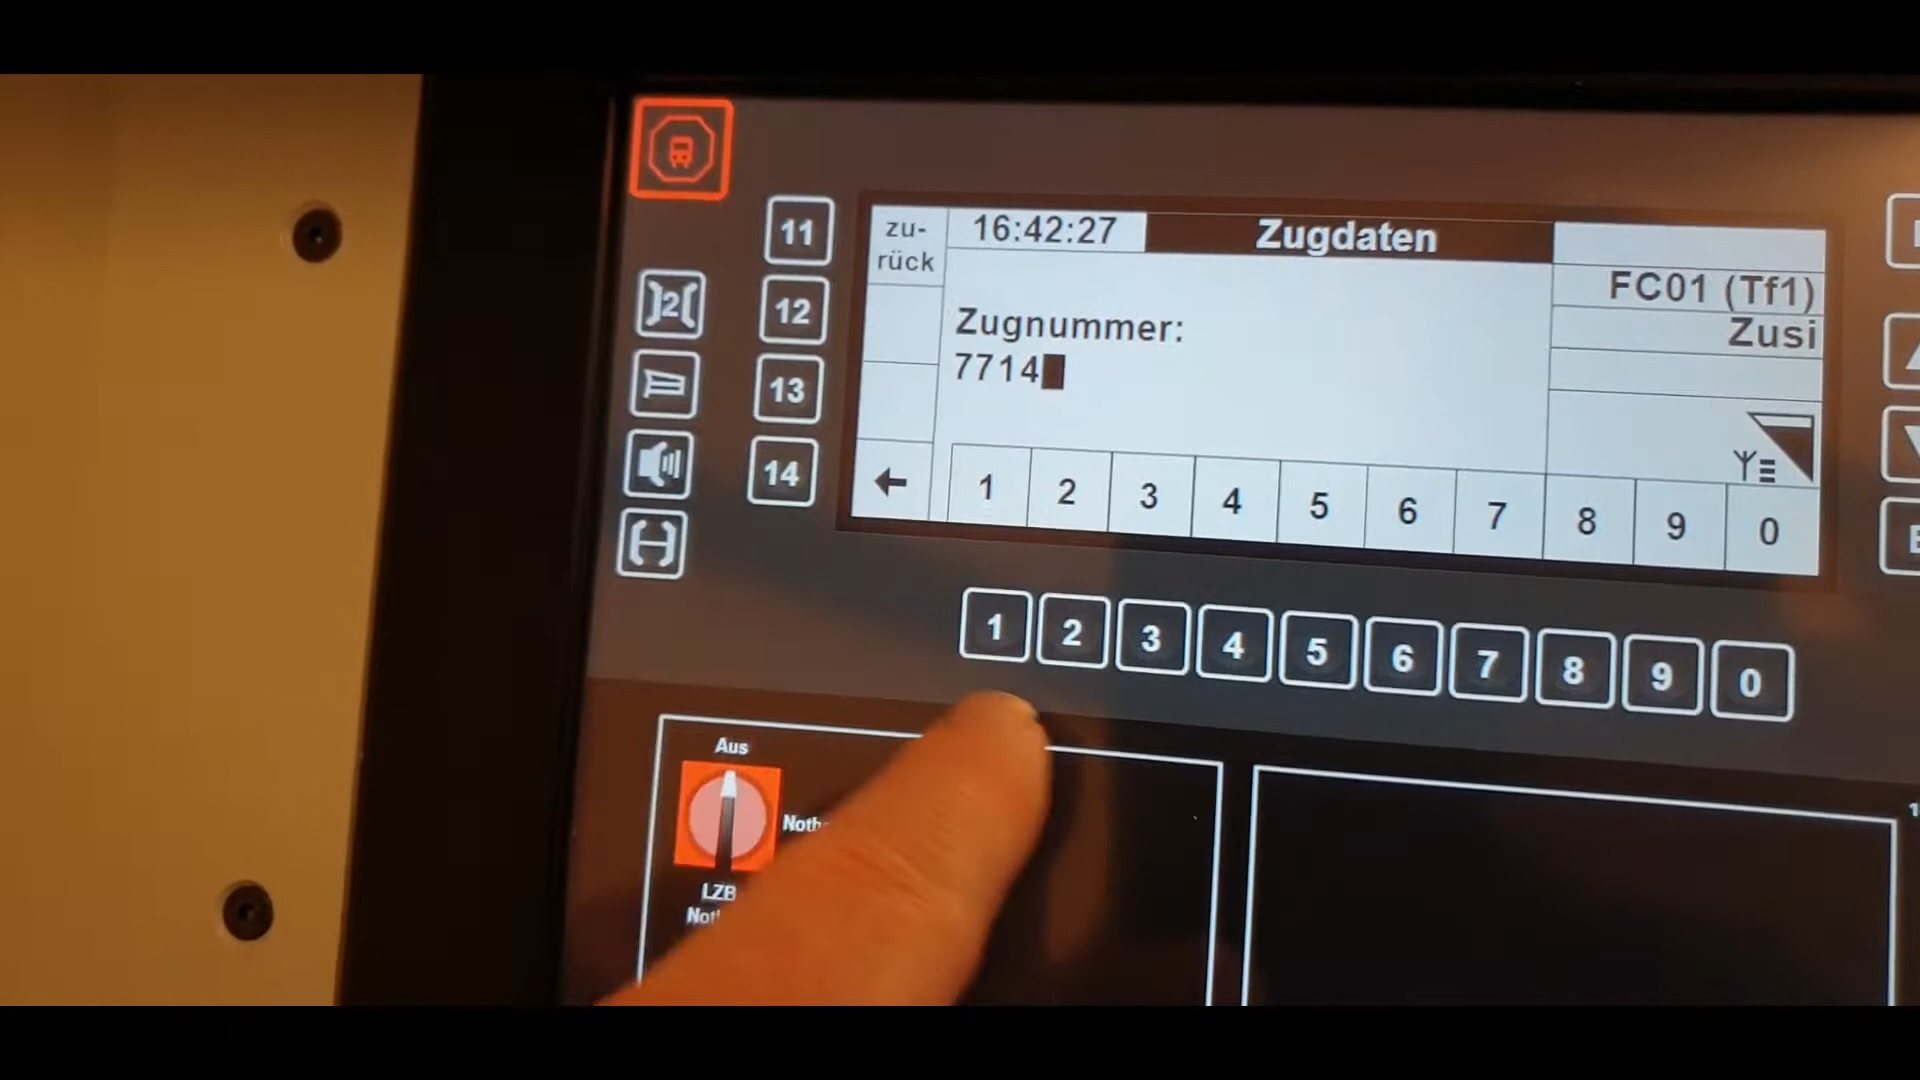 11
12
13
14
2
zu-
rück
16:42:27
Zugdaten
FC01 (Tf1)
Zusi
Zugnummer:
7714
1 2 3 4 5 6 7 8 9 0
1 2 3 4 5 6 7 8 9 0
Aus
LZB